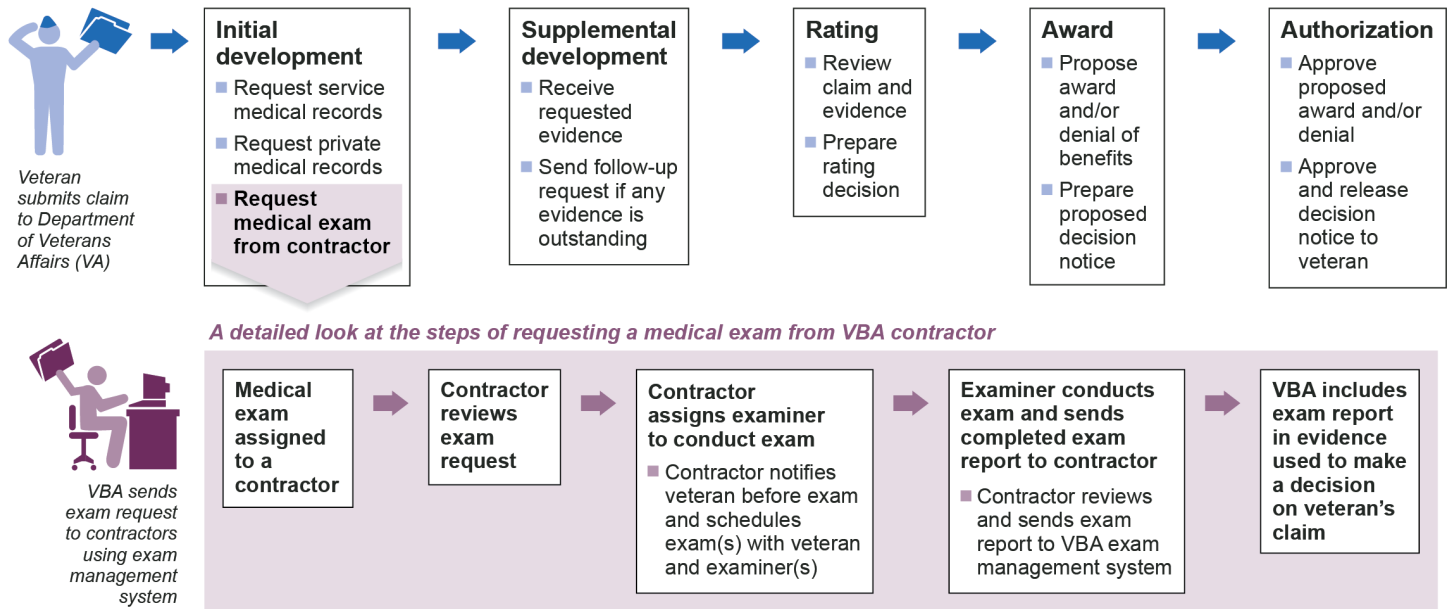 Veteran
submits claim
to Department
of Veterans
Affairs (VA)
Initial
development
Request service
medical records
Request private
medical records
Request
medical exam
from contractor
Supplemental
development
Receive
requested
evidence
Send follow-up
request if any
evidence is
outstanding
Rating
Review
claim and
evidence
Prepare
rating
decision
Award
Propose
award
and/or
denial of
benefits
Prepare
proposed
decision
notice
Authorization
Approve
proposed
award and/or
denial
Approve
and release
decision
notice to
veteran
A detailed look at the steps of requesting a medical exam from VBA contractor
VBA sends
exam request
to contractors
using exam
management
system
Medical
exam
assigned
to a
contractor
Contractor
reviews
exam
request
Contractor
assigns examiner
to conduct exam
Contractor notifies
veteran before exam
and schedules
exam(s) with veteran
and examiner(s)
Examiner conducts
exam and sends
completed exam
report to contractor
Contractor reviews
and sends exam
report to VBA exam
management system
VBA includes
exam report
in evidence
used to make
a decision
on veteran’s
claim